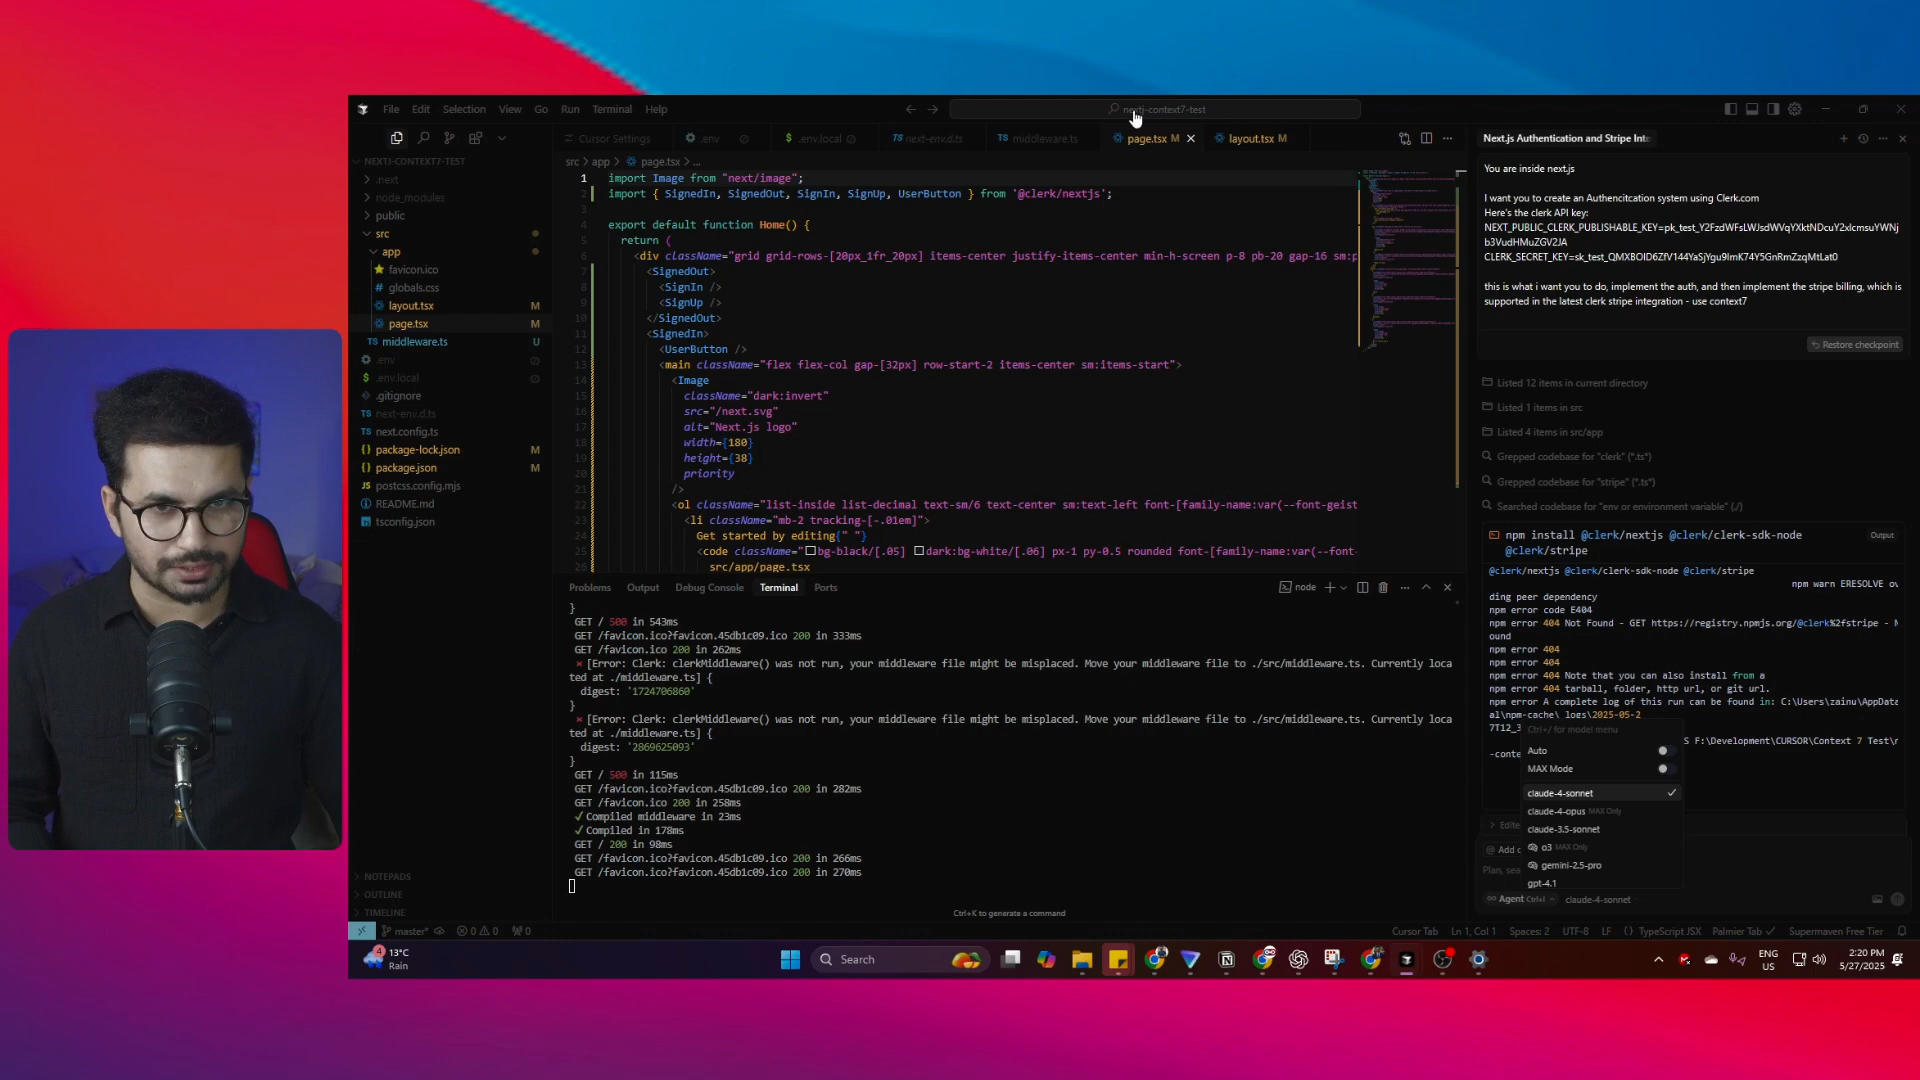 File Edit Selection View Go Run Terminal Help
nextj-context7-test
Cursor Settings
.env
$ .env.local
TS next-env.d.ts
TS middleware.ts
page.tsx M
layout.tsx M
NEXTJ-CONTEXT7-TEST
.next
node_modules
public
src
app
favicon.ico
# globals.css
layout.tsx M
page.tsx M
TS middleware.ts U
.env
$ .env.local
.gitignore
TS next-env.d.ts
TS next.config.ts
{} package-lock.json M
{} package.json M
JS postcss.config.mjs
README.md
tsconfig.json
NOTEPADS
OUTLINE
TIMELINE
src > app > page.tsx > ...
1 import Image from "next/image";
2 import { SignedIn, SignedOut, SignIn, SignUp, UserButton } from '@clerk/nextjs';
3
4 export default function Home() {
5 return (
6 <div className="grid grid-rows-[20px_1fr_20px] items-center justify-items-center min-h-screen p-8 pb-20 gap-16 sm:p
7 <SignedOut>
8 <SignIn />
9 <SignUp />
10 </SignedOut>
11 <SignedIn>
12 <UserButton />
13 <main className="flex flex-col gap-[32px] row-start-2 items-center sm:items-start">
14 <Image
15 className="dark:invert"
16 src="/next.svg"
17 alt="Next.js logo"
18 width={180}
19 height={38}
20 priority
21 />
22 <ol className="list-inside list-decimal text-sm/6 text-center sm:text-left font-[family-name:var(--font-geist
23 <li className="mb-2 tracking-[-.01em]">
24 Get started by editing{" "}
25 <code className="bg-black/[.05] dark:bg-white/[.06] px-1 py-0.5 rounded font-[family-name:var(--font-
26 src/app/page.tsx
Problems Output Debug Console Terminal Ports
node
}
GET / 500 in 543ms
GET /favicon.ico?favicon.45db1c09.ico 200 in 333ms
GET /favicon.ico 200 in 262ms
⨯ [Error: Clerk: clerkMiddleware() was not run, your middleware file might be misplaced. Move your middleware file to ./src/middleware.ts. Currently loca
ted at ./middleware.ts] {
digest: '1724706860'
}
⨯ [Error: Clerk: clerkMiddleware() was not run, your middleware file might be misplaced. Move your middleware file to ./src/middleware.ts. Currently loca
ted at ./middleware.ts] {
digest: '2869625093'
}
GET / 500 in 115ms
GET /favicon.ico?favicon.45db1c09.ico 200 in 282ms
GET /favicon.ico 200 in 258ms
✓ Compiled middleware in 23ms
✓ Compiled in 178ms
GET / 200 in 98ms
GET /favicon.ico?favicon.45db1c09.ico 200 in 266ms
GET /favicon.ico?favicon.45db1c09.ico 200 in 270ms
Ctrl+K to generate a command
Next.js Authentication and Stripe Inte
You are inside next.js
I want you to create an Authencitcation system using Clerk.com
Here's the clerk API key:
NEXT_PUBLIC_CLERK_PUBLISHABLE_KEY=pk_test_Y2FzdWFsLWJsdWVqYXktNDcuY2xlcmsuYWNj
b3VudHMuZGV2JA
CLERK_SECRET_KEY=sk_test_QMXBOID6ZfV144YaSjYgu9ImK74Y5GnRmZzqMtLat0
this is what i want you to do, implement the auth, and then implement the stripe billing, which is
supported in the latest clerk stripe integration - use context7
Restore checkpoint
Listed 12 items in current directory
Listed 1 items in src
Listed 4 items in src/app
Grepped codebase for "clerk" (*.ts*)
Grepped codebase for "stripe" (*.ts*)
Searched codebase for "env or environment variable" (./)
npm install @clerk/nextjs @clerk/clerk-sdk-node
@clerk/stripe
Output
@clerk/nextjs @clerk/clerk-sdk-node @clerk/stripe
npm warn ERESOLVE ov
ding peer dependency
npm error code E404
npm error 404 Not Found - GET https://registry.npmjs.org/@clerk%2fstripe - N
ound
npm error 404
npm error 404
npm error 404 Note that you can also install from a
npm error 404 tarball, folder, http url, or git url.
npm error A complete log of this run can be found in: C:\Users\zainu\AppData
al\npm-cache\_logs\2025-05-2
7T12_3
S F:\Development\CURSOR\Context 7 Test\n
-conte
Ctrl+/ for model menu
Auto
MAX Mode
claude-4-sonnet
claude-4-opus MAX Only
claude-3.5-sonnet
o3 MAX Only
gemini-2.5-pro
gpt-4.1
Edite
@ Add c
Plan, sea
Agent Ctrl+I
claude-4-sonnet
master*
0 0
0
Cursor Tab
Ln 1, Col 1
Spaces: 2
UTF-8
LF
{} TypeScript JSX
Palmier Tab
Supermaven Free Tier
4
13°C
Rain
Search
ENG
US
2:20 PM
5/27/2025